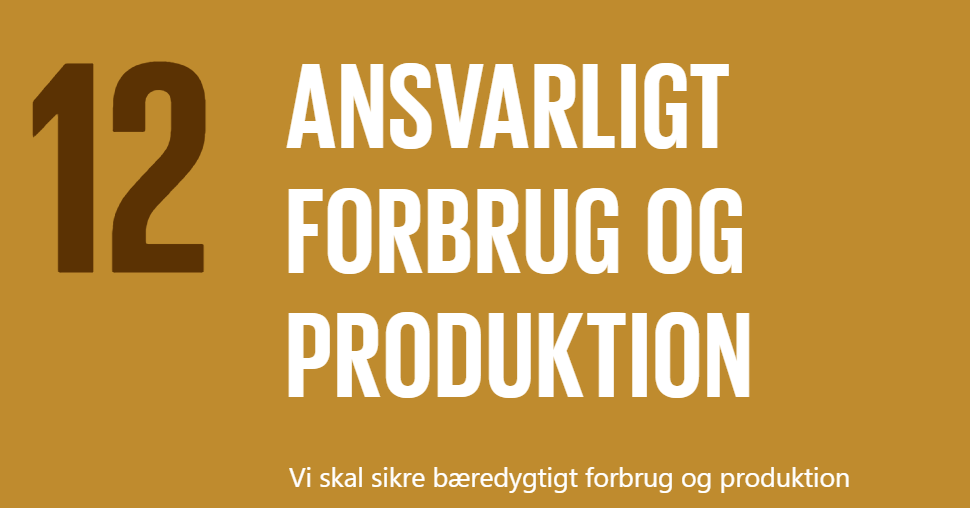 12
ANSVARLIGT
FORBRUG OG
PRODUKTION
Vi skal sikre bæredygtigt forbrug og produktion